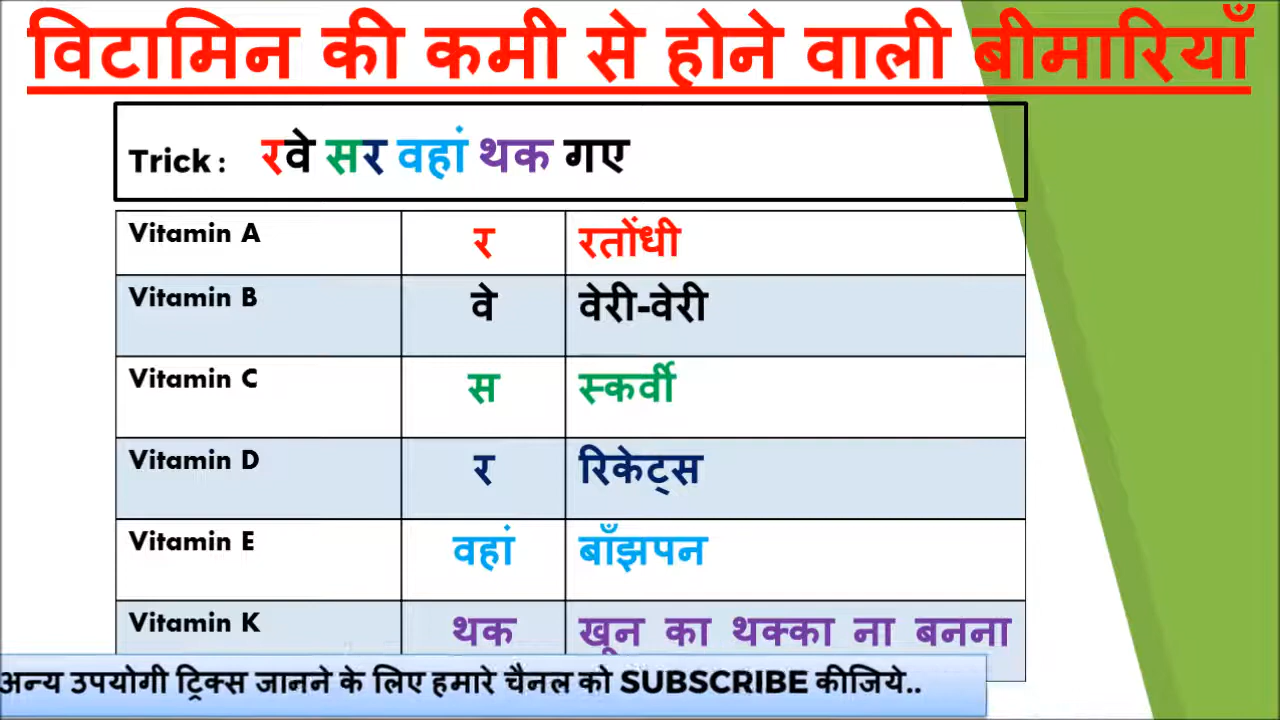 विटामिन की कमी से होने वाली बीमारियाँ
Trick : रवे सर वहां थक गए
Vitamin A र रतोंधी
Vitamin B वे वेरी-वेरी
Vitamin C स स्कर्वी
Vitamin D र रिकेट्स
Vitamin E वहां बाँझपन
Vitamin K थक खून का थक्का ना बनना
अन्य उपयोगी ट्रिक्स जानने के लिए हमारे चैनल को SUBSCRIBE कीजिये..